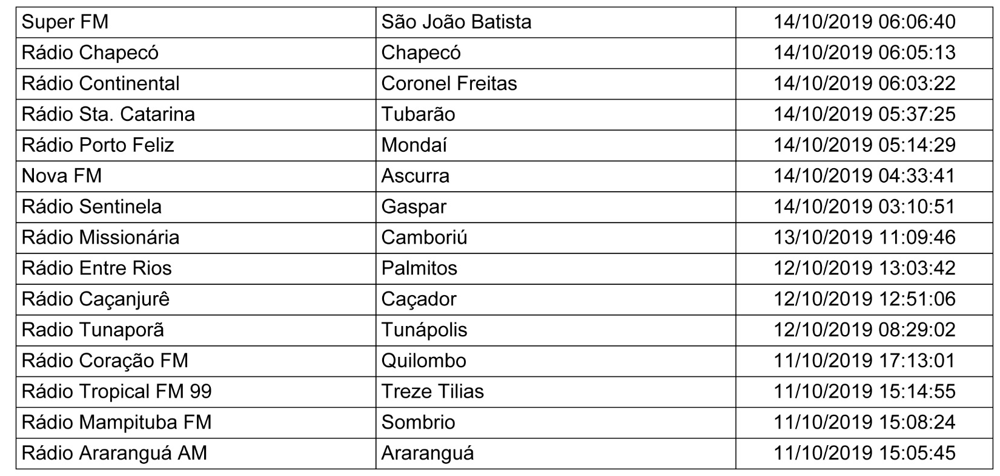 Super FM São João Batista 14/10/2019 06:06:40
Rádio Chapecó Chapecó 14/10/2019 06:05:13
Rádio Continental Coronel Freitas 14/10/2019 06:03:22
Rádio Sta. Catarina Tubarão 14/10/2019 05:37:25
Rádio Porto Feliz Mondaí 14/10/2019 05:14:29
Nova FM Ascurra 14/10/2019 04:33:41
Rádio Sentinela Gaspar 14/10/2019 03:10:51
Rádio Missionária Camboriú 13/10/2019 11:09:46
Rádio Entre Rios Palmitos 12/10/2019 13:03:42
Rádio Caçanjurê Caçador 12/10/2019 12:51:06
Radio Tunaporã Tunápolis 12/10/2019 08:29:02
Rádio Coração FM Quilombo 11/10/2019 17:13:01
Rádio Tropical FM 99 Treze Tilias 11/10/2019 15:14:55
Rádio Mampituba FM Sombrio 11/10/2019 15:08:24
Rádio Araranguá AM Araranguá 11/10/2019 15:05:45